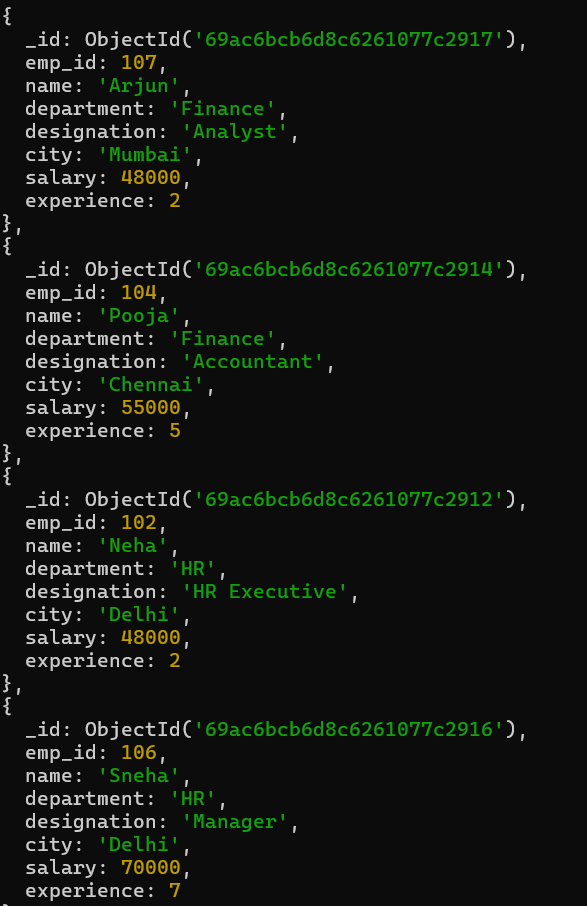 {
  _id: ObjectId('69ac6bcb6d8c6261077c2917'),
  emp_id: 107,
  name: 'Arjun',
  department: 'Finance',
  designation: 'Analyst',
  city: 'Mumbai',
  salary: 48000,
  experience: 2
},
{
  _id: ObjectId('69ac6bcb6d8c6261077c2914'),
  emp_id: 104,
  name: 'Pooja',
  department: 'Finance',
  designation: 'Accountant',
  city: 'Chennai',
  salary: 55000,
  experience: 5
},
{
  _id: ObjectId('69ac6bcb6d8c6261077c2912'),
  emp_id: 102,
  name: 'Neha',
  department: 'HR',
  designation: 'HR Executive',
  city: 'Delhi',
  salary: 48000,
  experience: 2
},
{
  _id: ObjectId('69ac6bcb6d8c6261077c2916'),
  emp_id: 106,
  name: 'Sneha',
  department: 'HR',
  designation: 'Manager',
  city: 'Delhi',
  salary: 70000,
  experience: 7